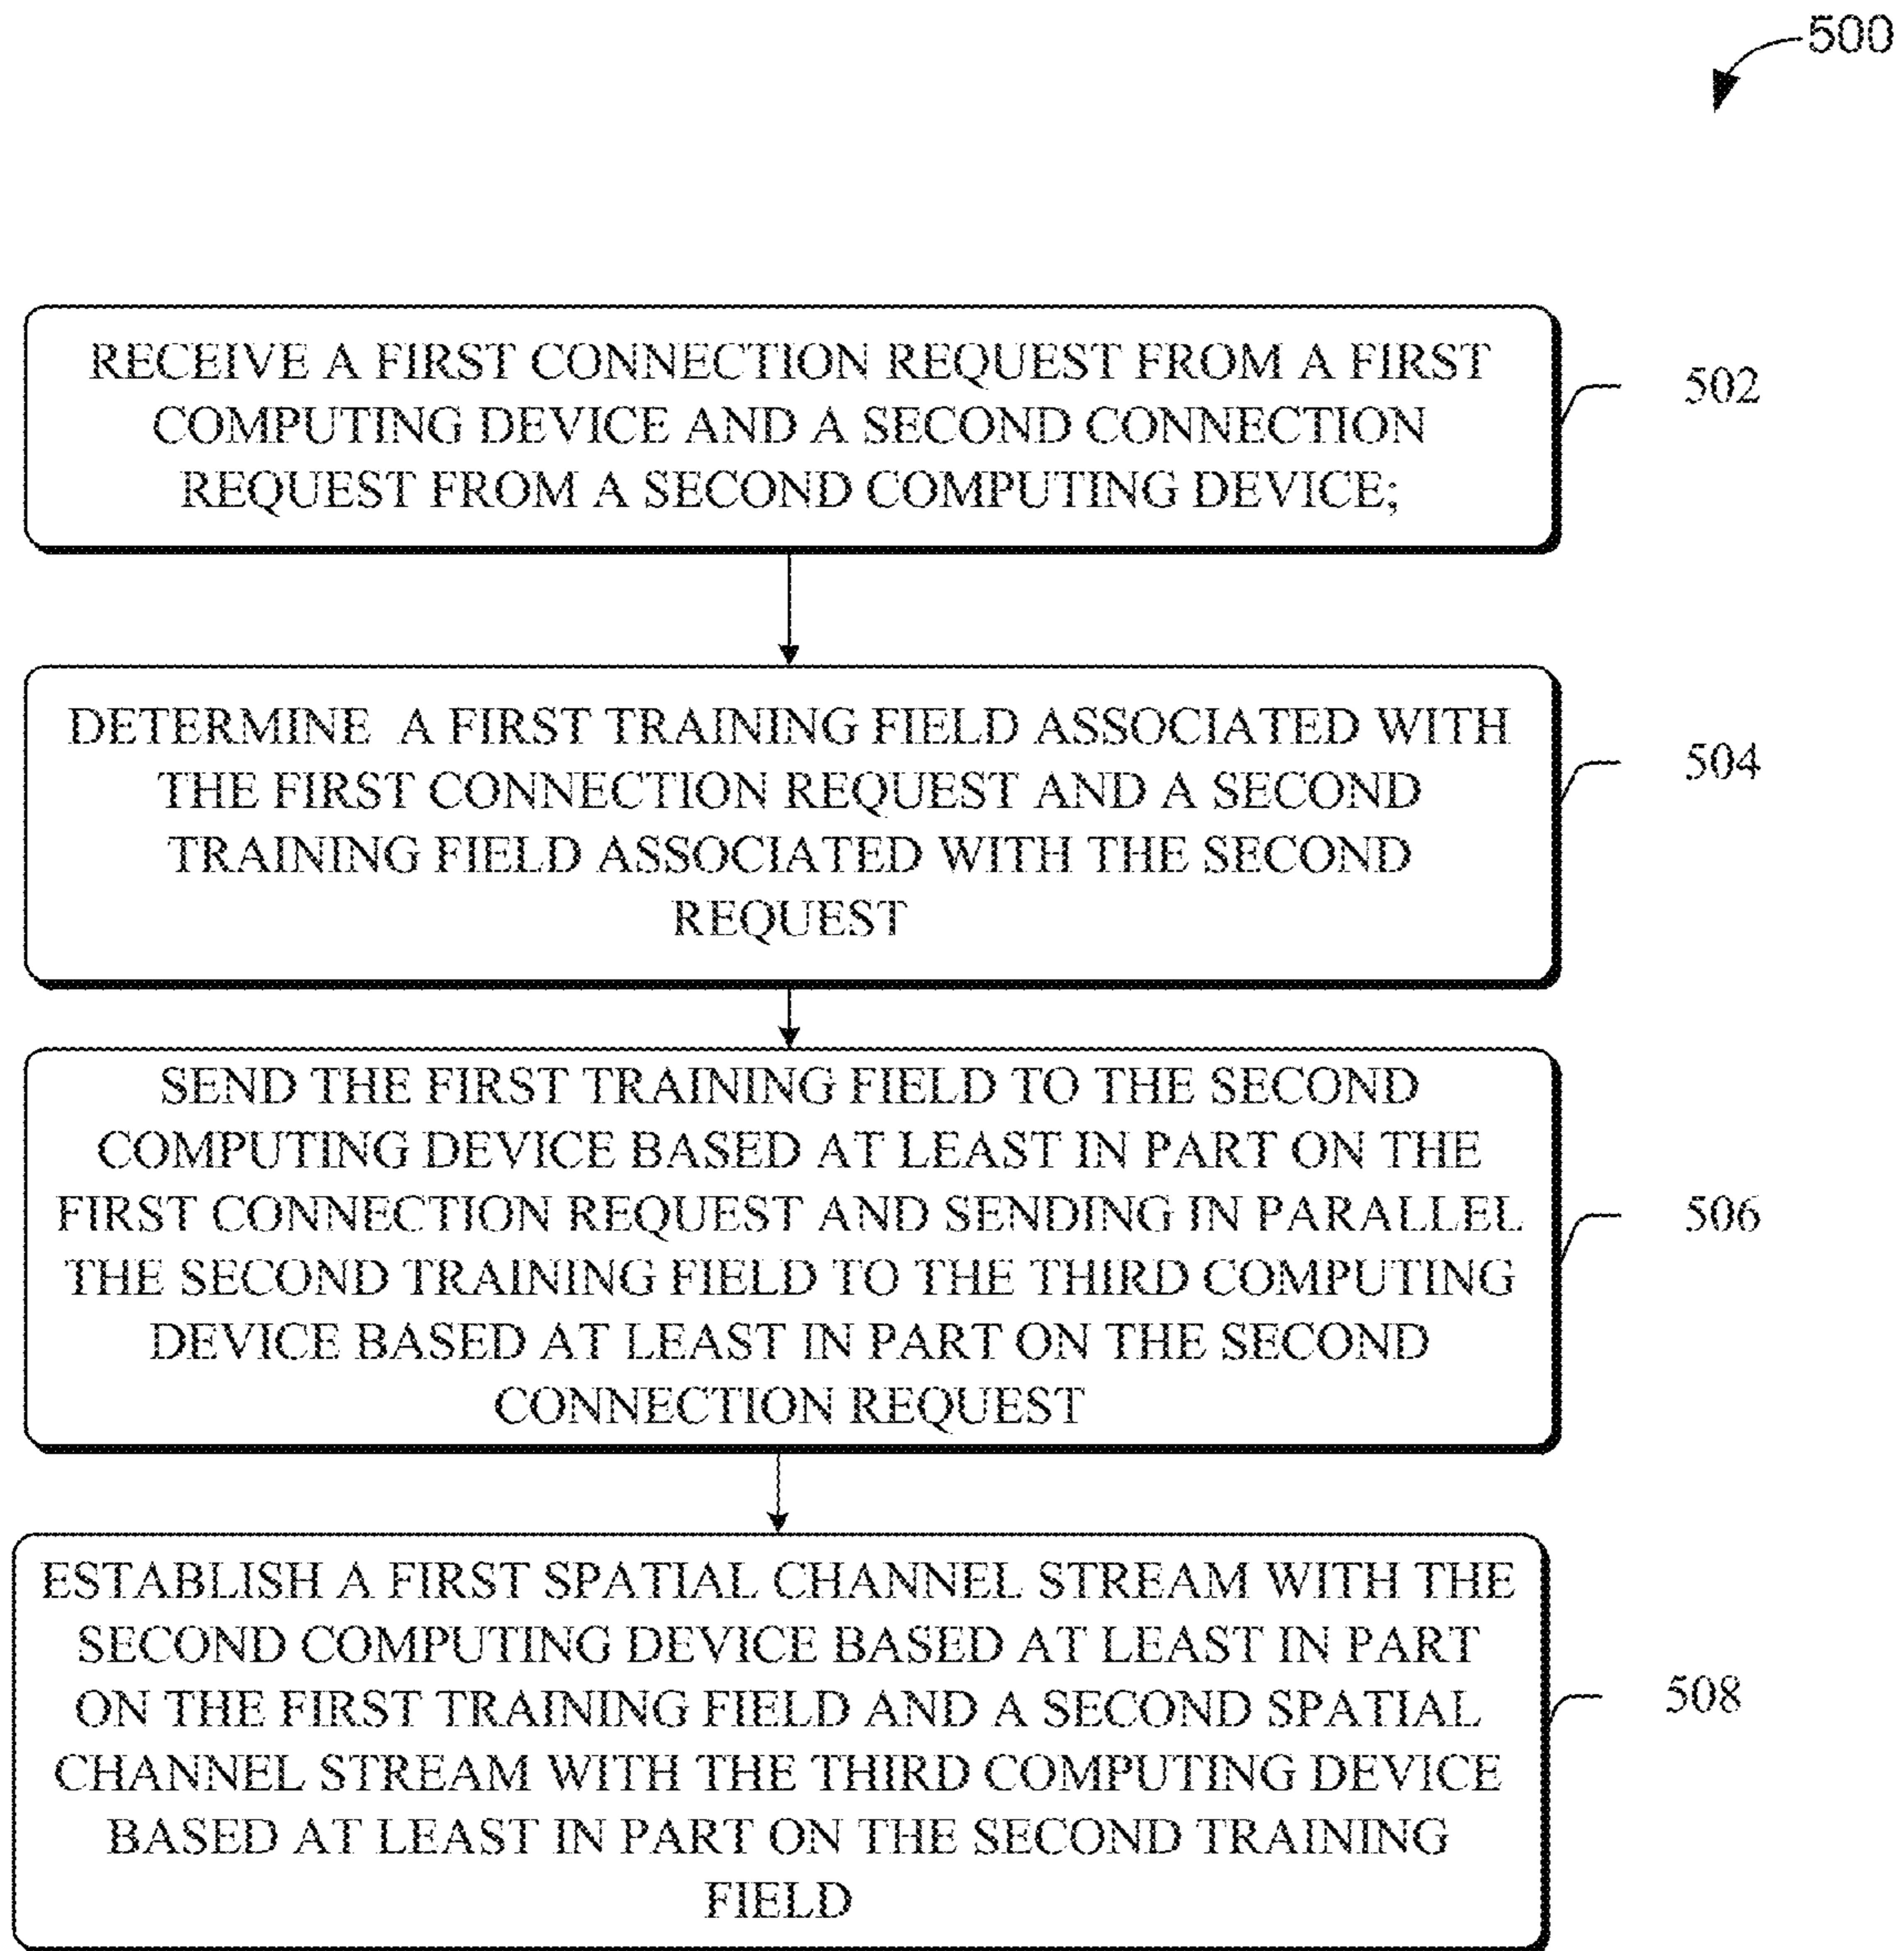 500
RECEIVE A FIRST CONNECTION REQUEST FROM A FIRST
COMPUTING DEVICE AND A SECOND CONNECTION
REQUEST FROM A SECOND COMPUTING DEVICE;
502
DETERMINE A FIRST TRAINING FIELD ASSOCIATED WITH
THE FIRST CONNECTION REQUEST AND A SECOND
TRAINING FIELD ASSOCIATED WITH THE SECOND
REQUEST
504
SEND THE FIRST TRAINING FIELD TO THE SECOND
COMPUTING DEVICE BASED AT LEAST IN PART ON THE
FIRST CONNECTION REQUEST AND SENDING IN PARALLEL
THE SECOND TRAINING FIELD TO THE THIRD COMPUTING
DEVICE BASED AT LEAST IN PART ON THE SECOND
CONNECTION REQUEST
506
ESTABLISH A FIRST SPATIAL CHANNEL STREAM WITH THE
SECOND COMPUTING DEVICE BASED AT LEAST IN PART
ON THE FIRST TRAINING FIELD AND A SECOND SPATIAL
CHANNEL STREAM WITH THE THIRD COMPUTING DEVICE
BASED AT LEAST IN PART ON THE SECOND TRAINING
FIELD
508